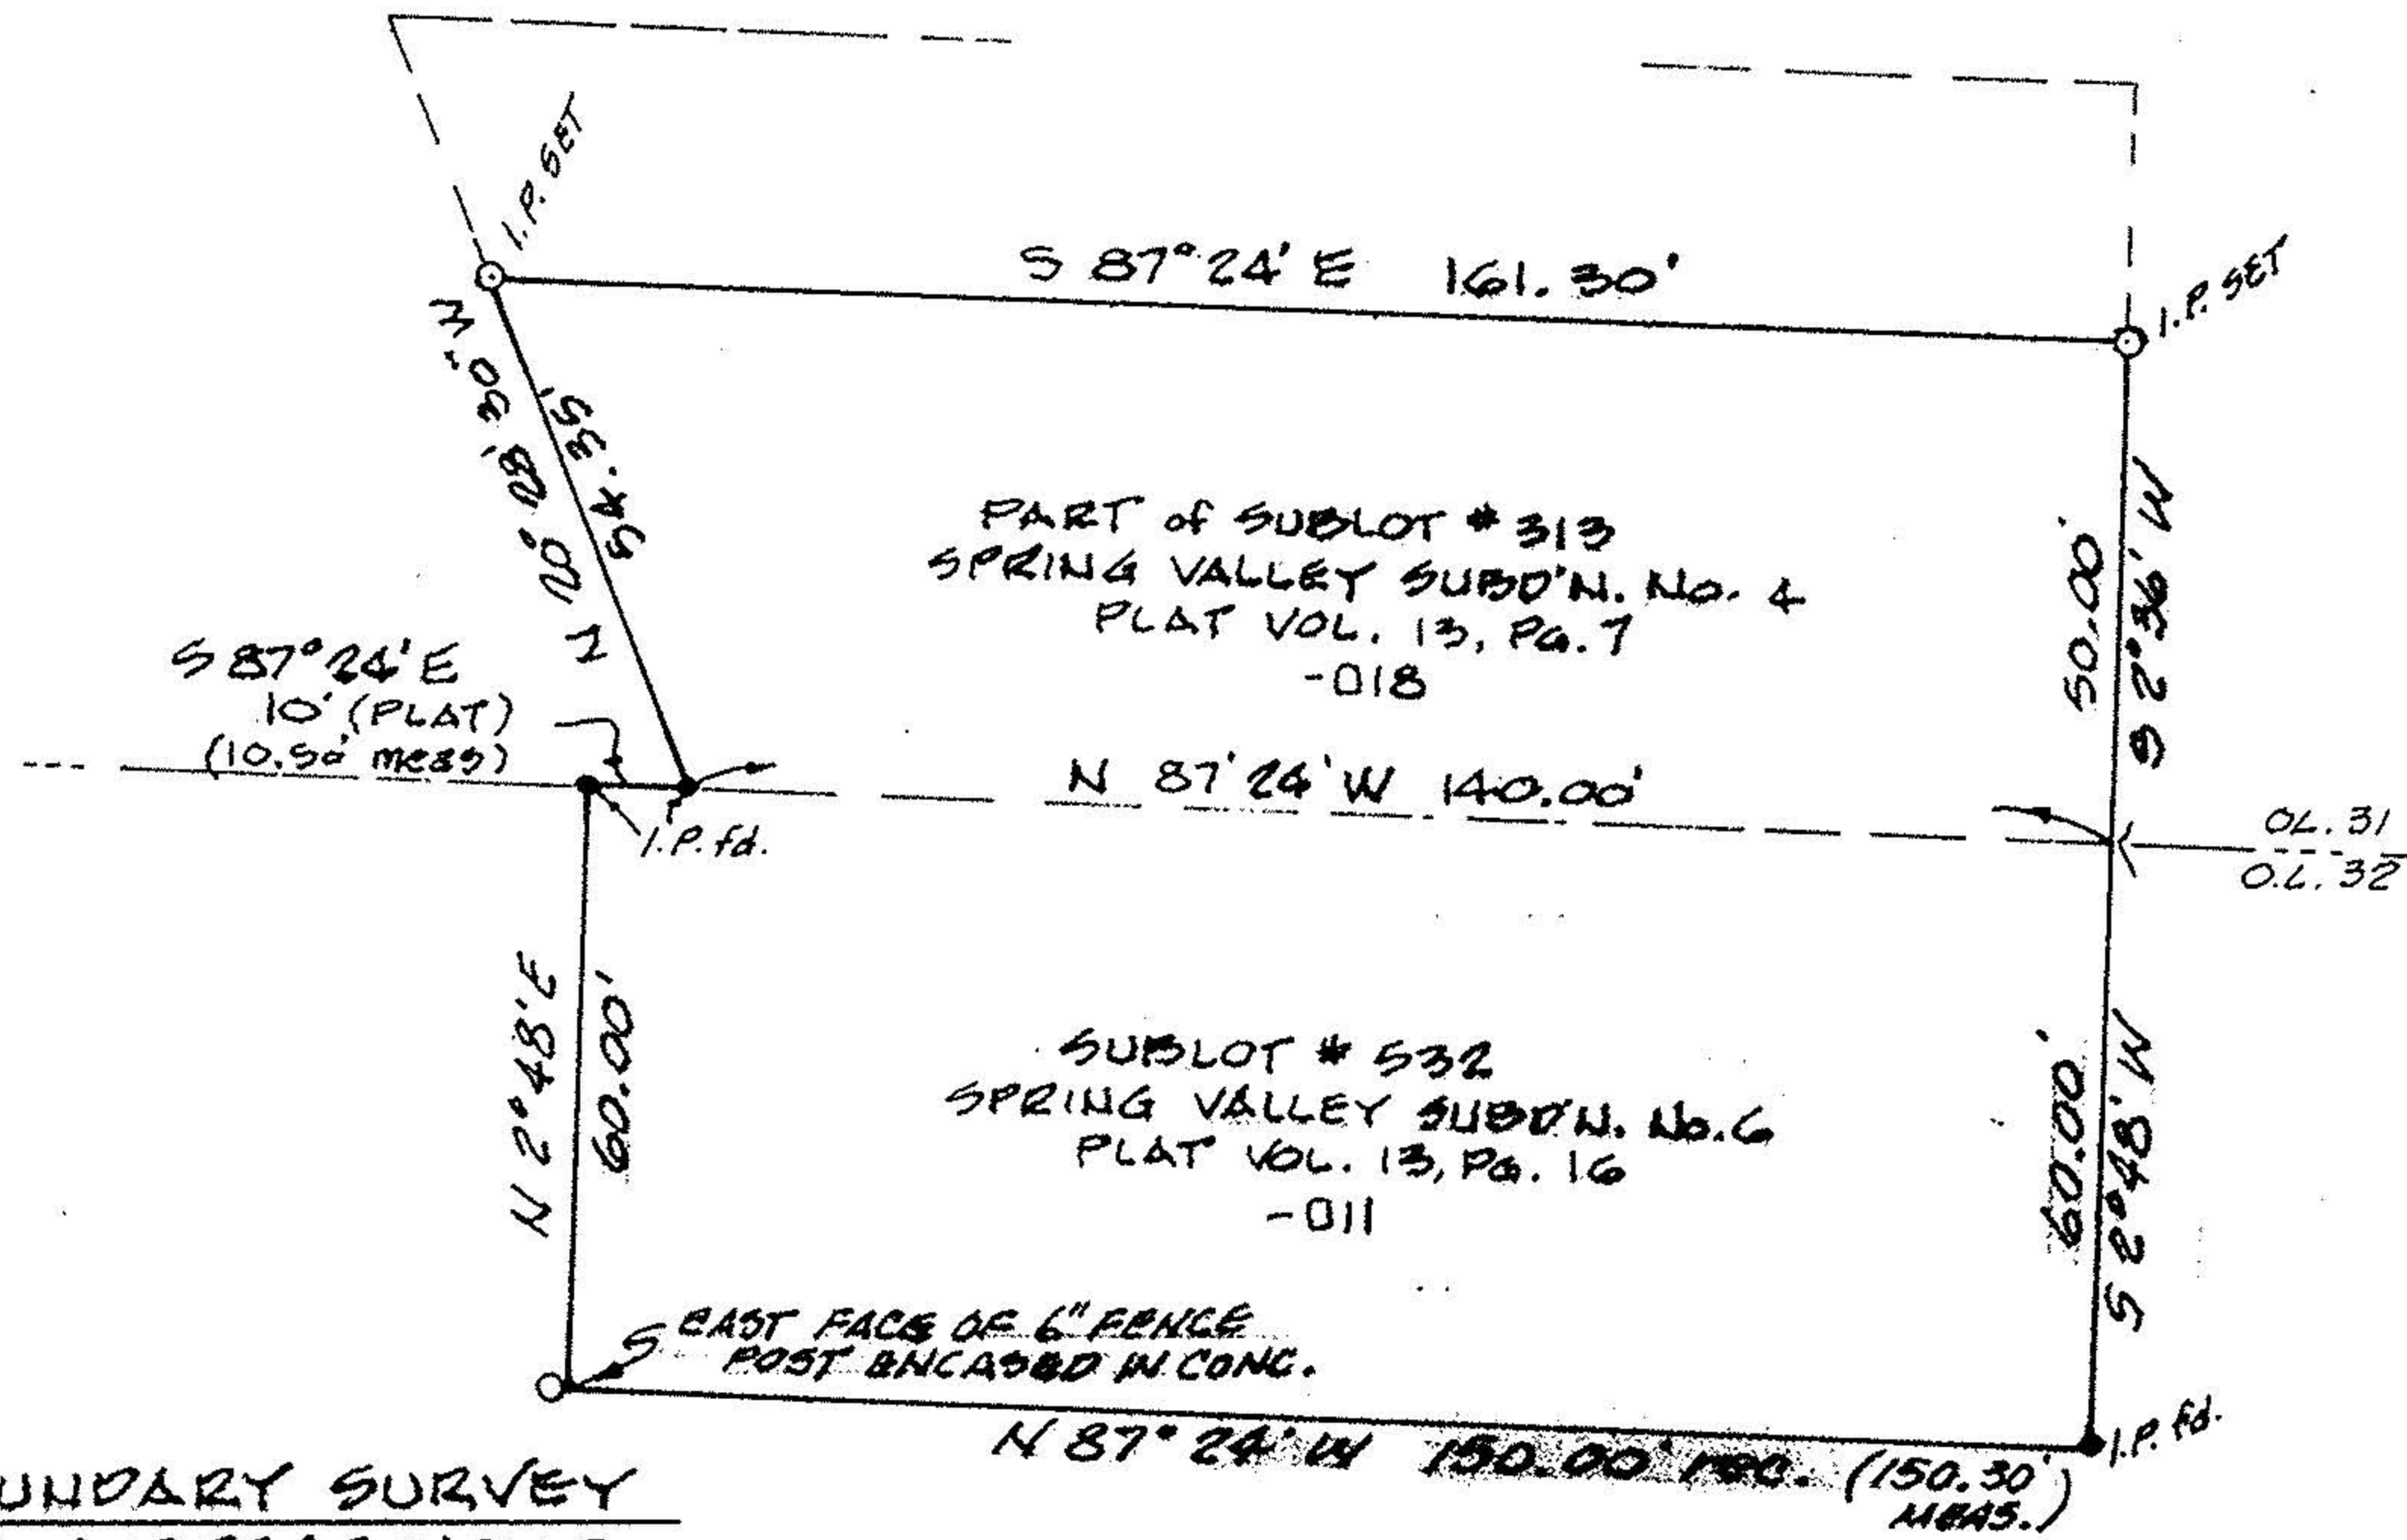 I.P. SET
S 87° 24' E 161.30'
I.P. SET
N 20° 28' 30" W
54.35'
PART of SUBLOT # 313
SPRING VALLEY SUBD'N. No. 4
PLAT VOL. 13, PG. 7
-018
50.00'
S 2° 36' W
S 87° 24' E
10' (PLAT)
(10.50' meas)
N 87° 24' W 140.00'
I.P. fd.
O.L. 31
O.L. 32
N 2° 48' E
60.00'
SUBLOT # 532
SPRING VALLEY SUBD'N. No. 6
PLAT VOL. 13, PG. 16
-011
60.00'
S 2° 48' W
EAST FACE OF 6" FENCE
POST ENCASED IN CONC.
N 87° 24' W 150.00' rec. (150.30'
MEAS.)
I.P. fd.
UNDARY SURVEY